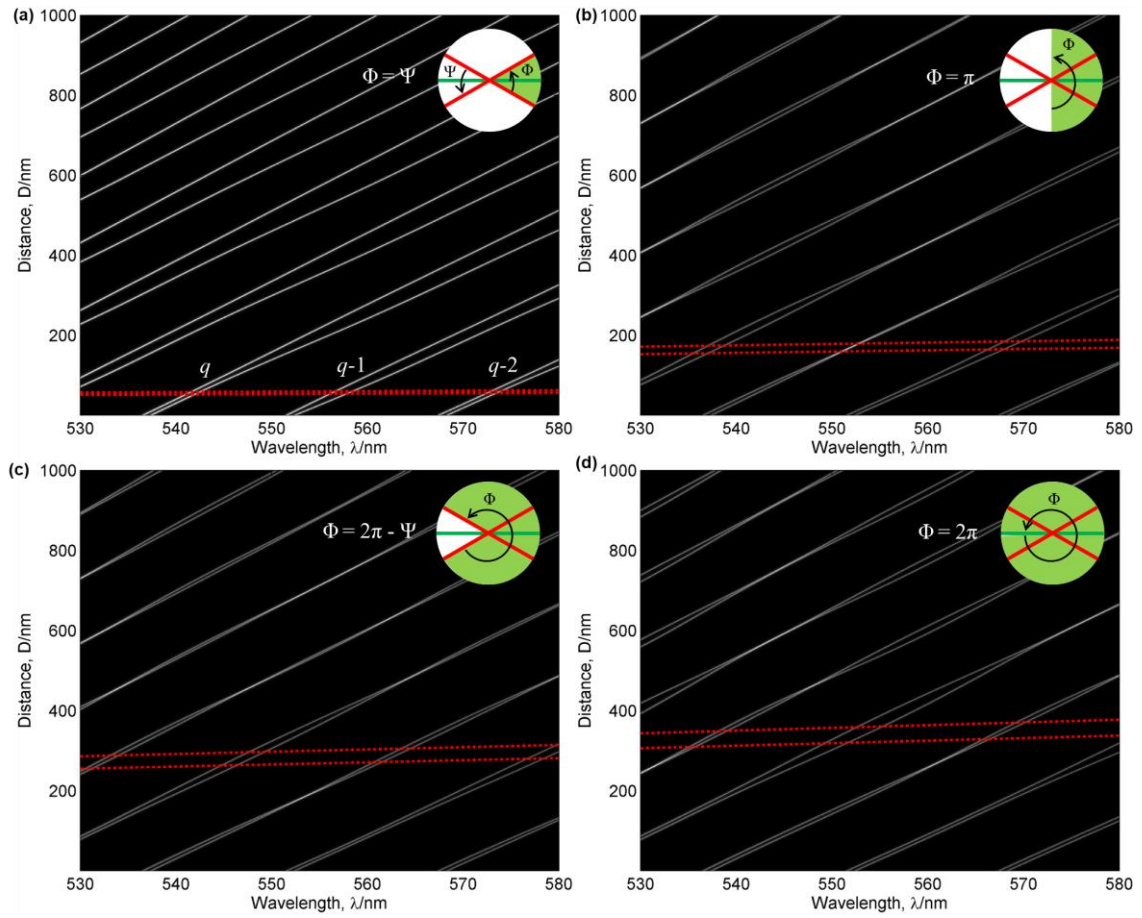 (a)
1000
800
600
400
200
Distance, D/nm
Φ = Ψ
Ψ
Φ
q
q-1
q-2
530
540
550
560
570
580
Wavelength, λ/nm
(b)
1000
800
600
400
200
Distance, D/nm
Φ = π
Φ
530
540
550
560
570
580
Wavelength, λ/nm
(c)
1000
800
600
400
200
Distance, D/nm
Φ = 2π - Ψ
Φ
530
540
550
560
570
580
Wavelength, λ/nm
(d)
1000
800
600
400
200
Distance, D/nm
Φ = 2π
Φ
530
540
550
560
570
580
Wavelength, λ/nm